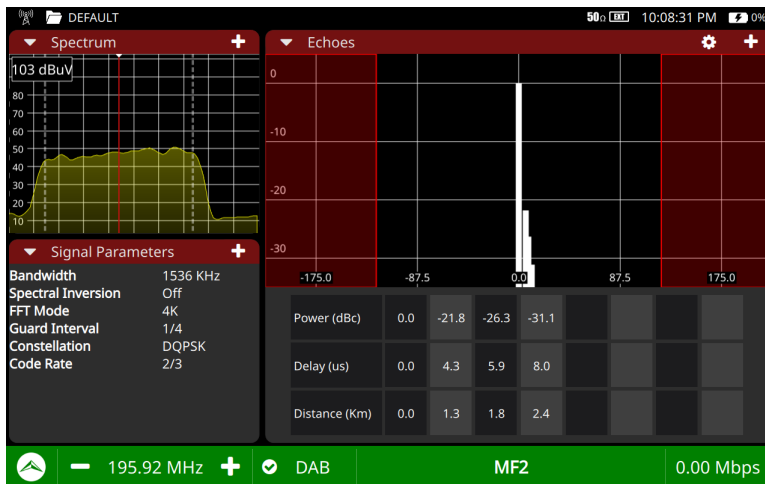 DEFAULT
50Ω EXT 10:08:31 PM 0%
Spectrum
103 dBuV
80
70
60
50
40
30
20
10
Signal Parameters
Bandwidth 1536 KHz
Spectral Inversion Off
FFT Mode 4K
Guard Interval 1/4
Constellation DQPSK
Code Rate 2/3
Echoes
0
-10
-20
-30
-175.0 -87.5 0.0 87.5 175.0
Power (dBc) 0.0 -21.8 -26.3 -31.1
Delay (us) 0.0 4.3 5.9 8.0
Distance (Km) 0.0 1.3 1.8 2.4
195.92 MHz DAB MF2 0.00 Mbps